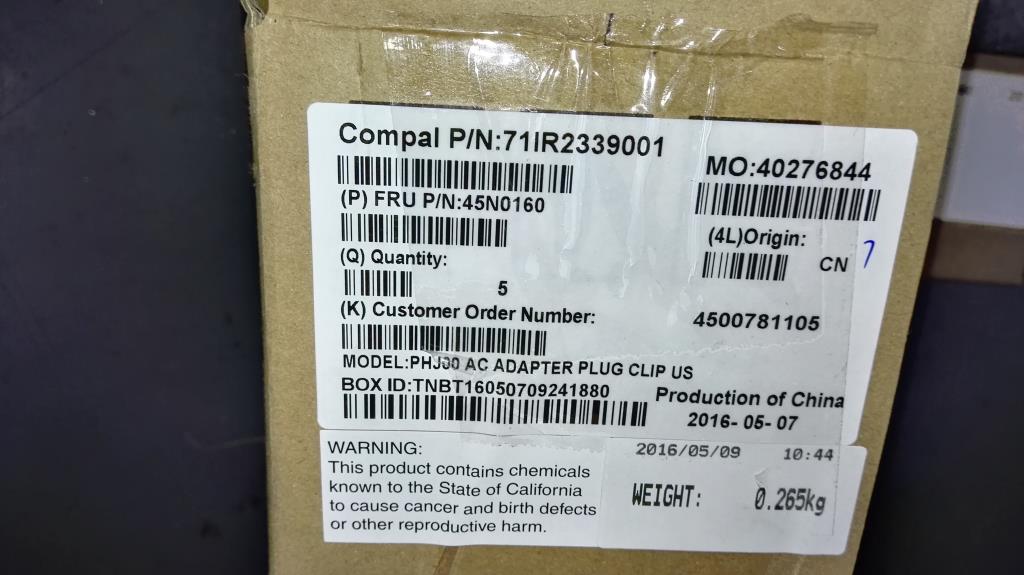 Compal P/N:71IR2339001
MO:40276844
(P) FRU P/N:45N0160
(4L)Origin:
CN 7
(Q) Quantity:
5
(K) Customer Order Number:
4500781105
MODEL:PHJ00 AC ADAPTER PLUG CLIP US
BOX ID:TNBT16050709241880
Production of China
2016- 05- 07
WARNING:
This product contains chemicals
known to the State of California
to cause cancer and birth defects
or other reproductive harm.
2016/05/09 10:44
WEIGHT: 0.265kg